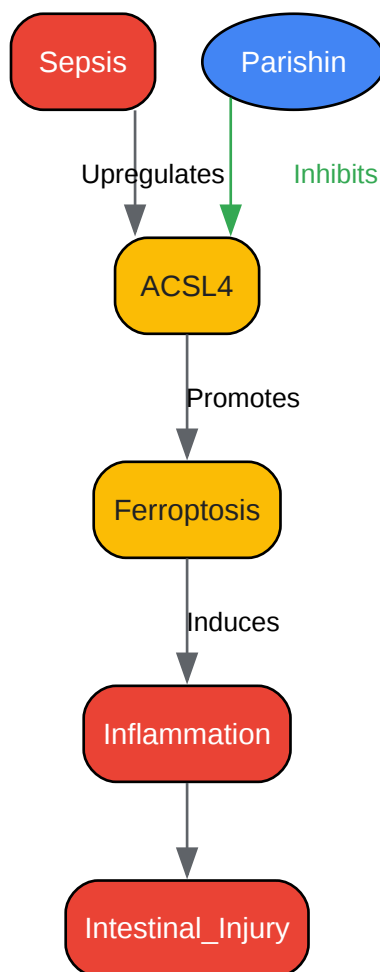 Sepsis
Parishin
Upregulates
Inhibits
ACSL4
Promotes
Ferroptosis
Induces
Inflammation
Intestinal_Injury